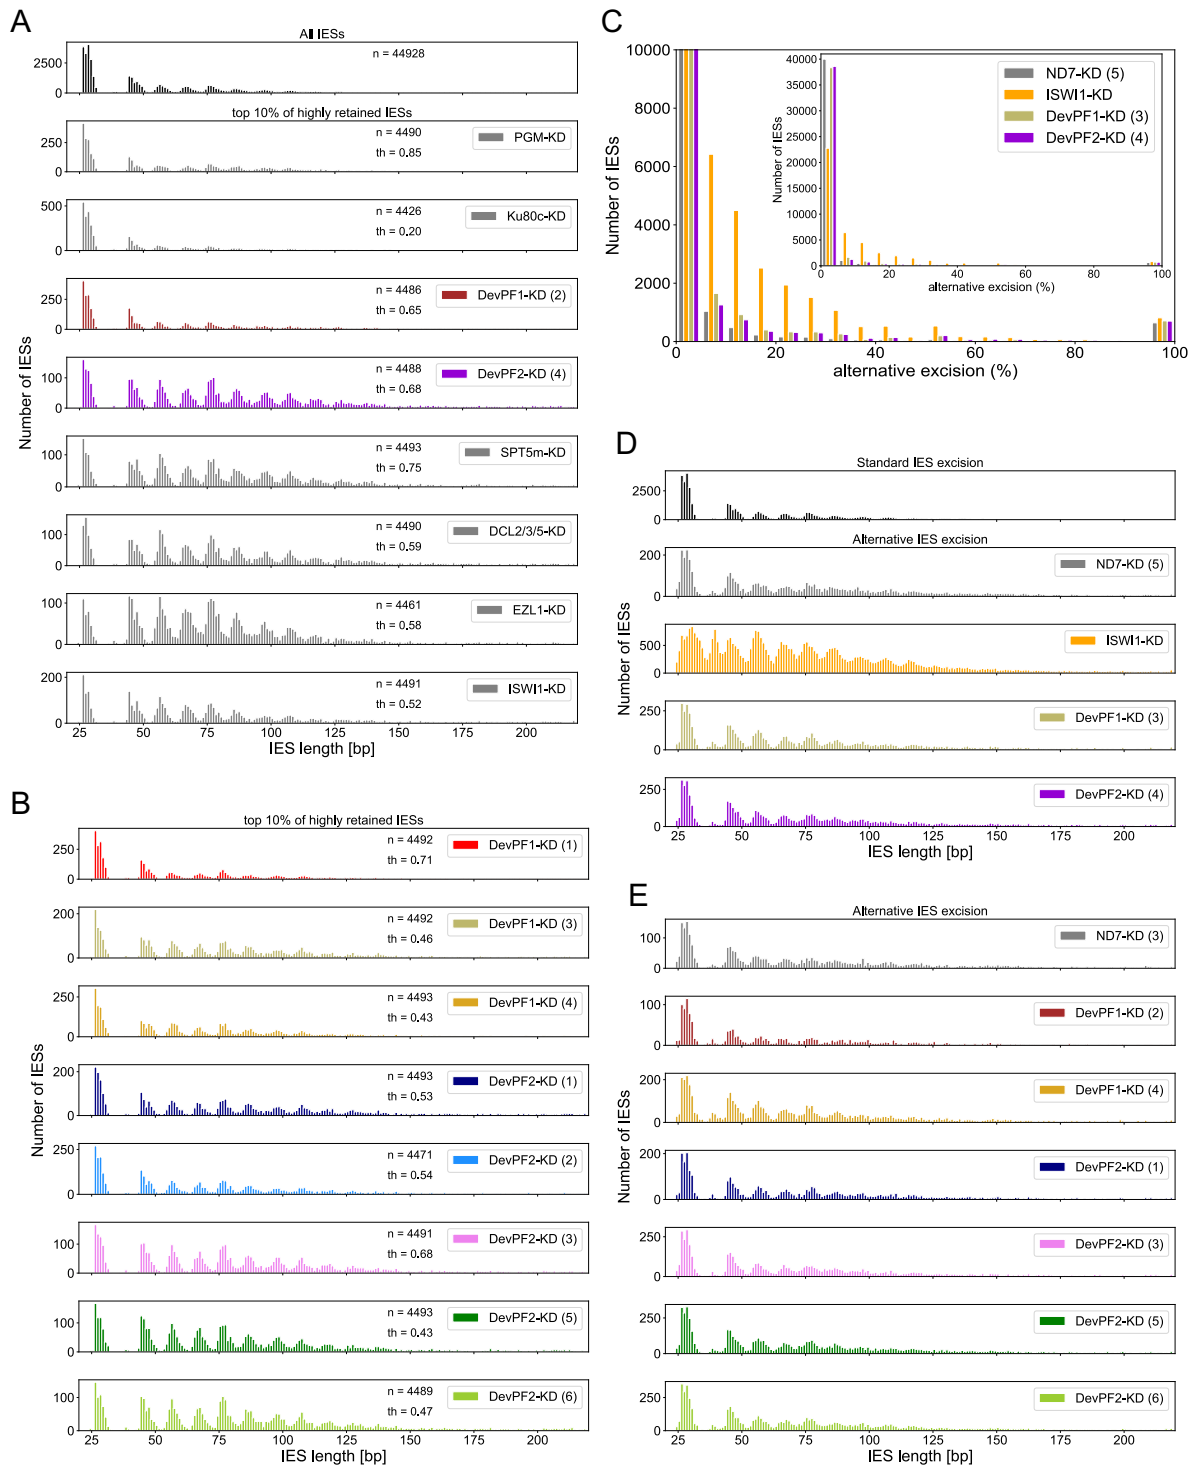 A
All IESs
n = 44928
2500
0
top 10% of highly retained IESs
n = 4490
th = 0.85
PGM-KD
250
0
n = 4426
th = 0.20
Ku80c-KD
500
250
0
n = 4486
th = 0.65
DevPF1-KD (2)
250
0
n = 4488
th = 0.68
DevPF2-KD (4)
100
0
n = 4493
th = 0.75
SPT5m-KD
100
0
n = 4490
th = 0.59
DCL2/3/5-KD
100
0
n = 4461
th = 0.58
EZL1-KD
100
0
n = 4491
th = 0.52
ISWI1-KD
200
0
25 50 75 100 125 150 175 200
IES length [bp]
Number of IESs
B
top 10% of highly retained IESs
n = 4492
th = 0.71
DevPF1-KD (1)
250
0
n = 4492
th = 0.46
DevPF1-KD (3)
200
0
n = 4493
th = 0.43
DevPF1-KD (4)
250
0
n = 4493
th = 0.53
DevPF2-KD (1)
200
0
n = 4471
th = 0.54
DevPF2-KD (2)
250
0
n = 4491
th = 0.68
DevPF2-KD (3)
100
0
n = 4493
th = 0.43
DevPF2-KD (5)
100
0
n = 4489
th = 0.47
DevPF2-KD (6)
100
0
25 50 75 100 125 150 175 200
IES length [bp]
Number of IESs
C
10000
8000
6000
4000
2000
0
0 20 40 60 80 100
alternative excision (%)
Number of IESs
40000
35000
30000
25000
20000
15000
10000
5000
0
0 20 40 60 80 100
alternative excision (%)
Number of IESs
ND7-KD (5)
ISWI1-KD
DevPF1-KD (3)
DevPF2-KD (4)
D
Standard IES excision
2500
0
Alternative IES excision
200
0
ND7-KD (5)
500
0
ISWI1-KD
250
0
DevPF1-KD (3)
250
0
DevPF2-KD (4)
25 50 75 100 125 150 175 200
IES length [bp]
Number of IESs
E
Alternative IES excision
100
0
ND7-KD (3)
100
0
DevPF1-KD (2)
200
0
DevPF1-KD (4)
200
0
DevPF2-KD (1)
250
0
DevPF2-KD (3)
250
0
DevPF2-KD (5)
250
0
DevPF2-KD (6)
25 50 75 100 125 150 175 200
IES length [bp]
Number of IESs